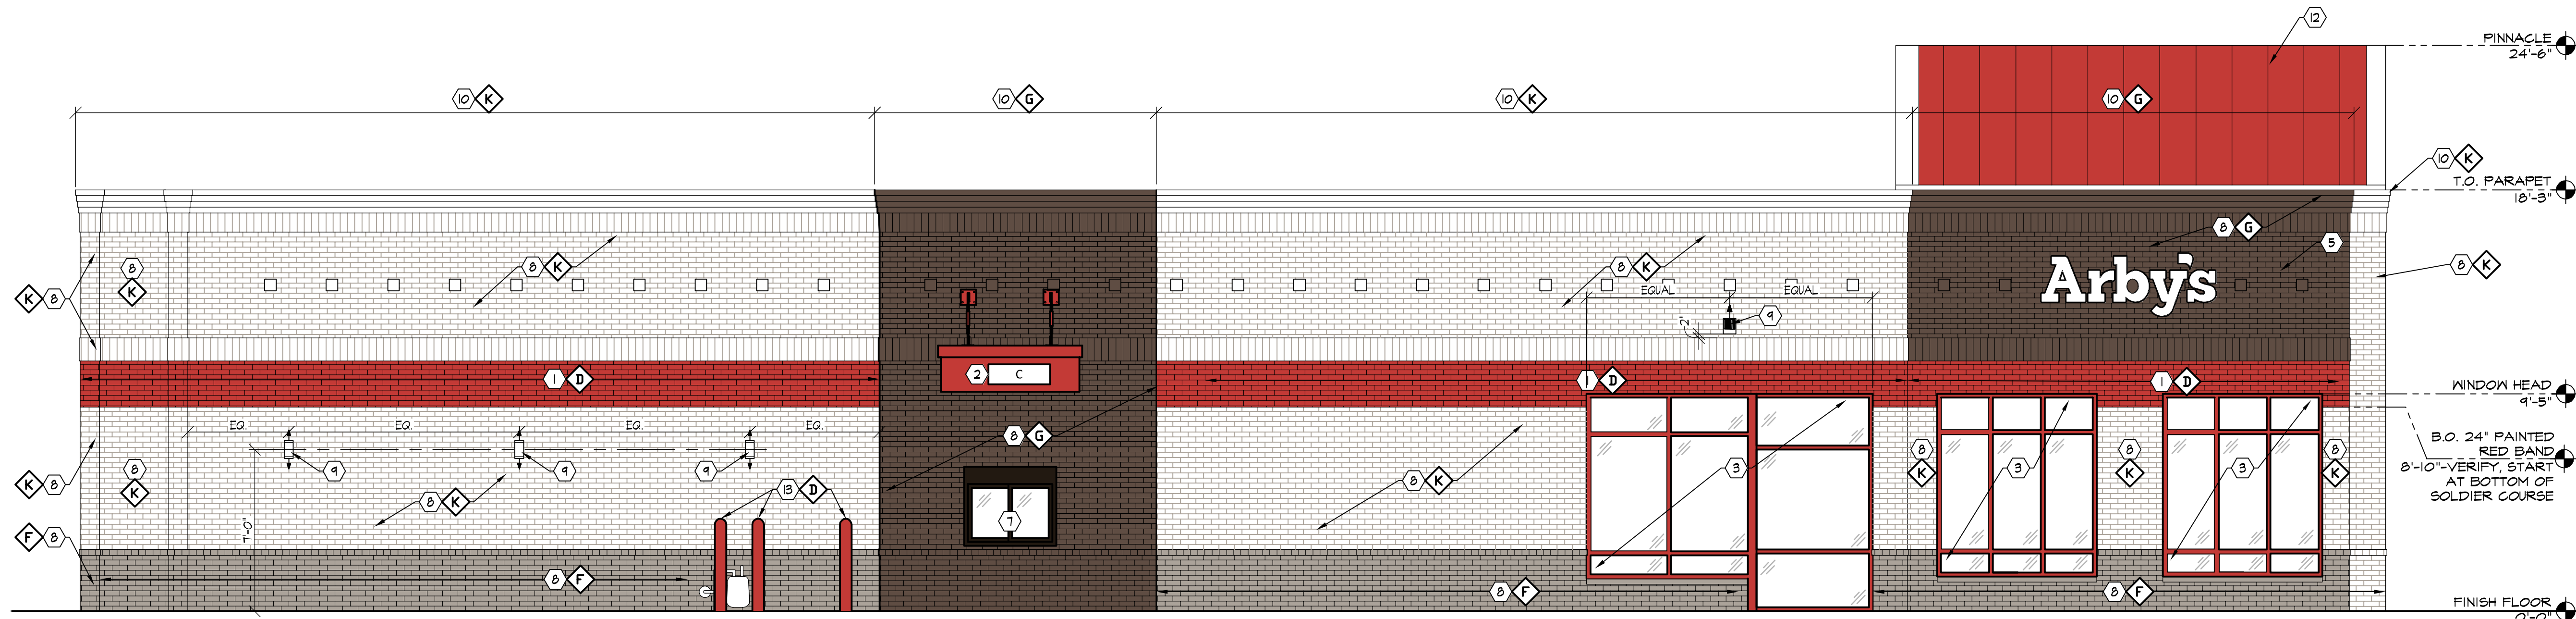 12
PINNACLE
24'-6"
10 K
10 G
10 K
10 G
10 K
T.O. PARAPET
18'-3"
8 G
5
8 K
8 K
8 K
8 K
K 8
EQUAL
EQUAL
Arby's
2"
9
1 D
2 C
1 D
1 D
WINDOW HEAD
9'-5"
EQ.
EQ.
EQ.
EQ.
8 G
9
9
9
3
8 K
3
8 K
3
8 K
B.O. 24" PAINTED
RED BAND
8'-10"-VERIFY, START
AT BOTTOM OF
SOLDIER COURSE
K 8
8 K
8 K
13 D
8 K
7
7'-0"
F 8
8 F
8 F
8 F
FINISH FLOOR
0'-0"